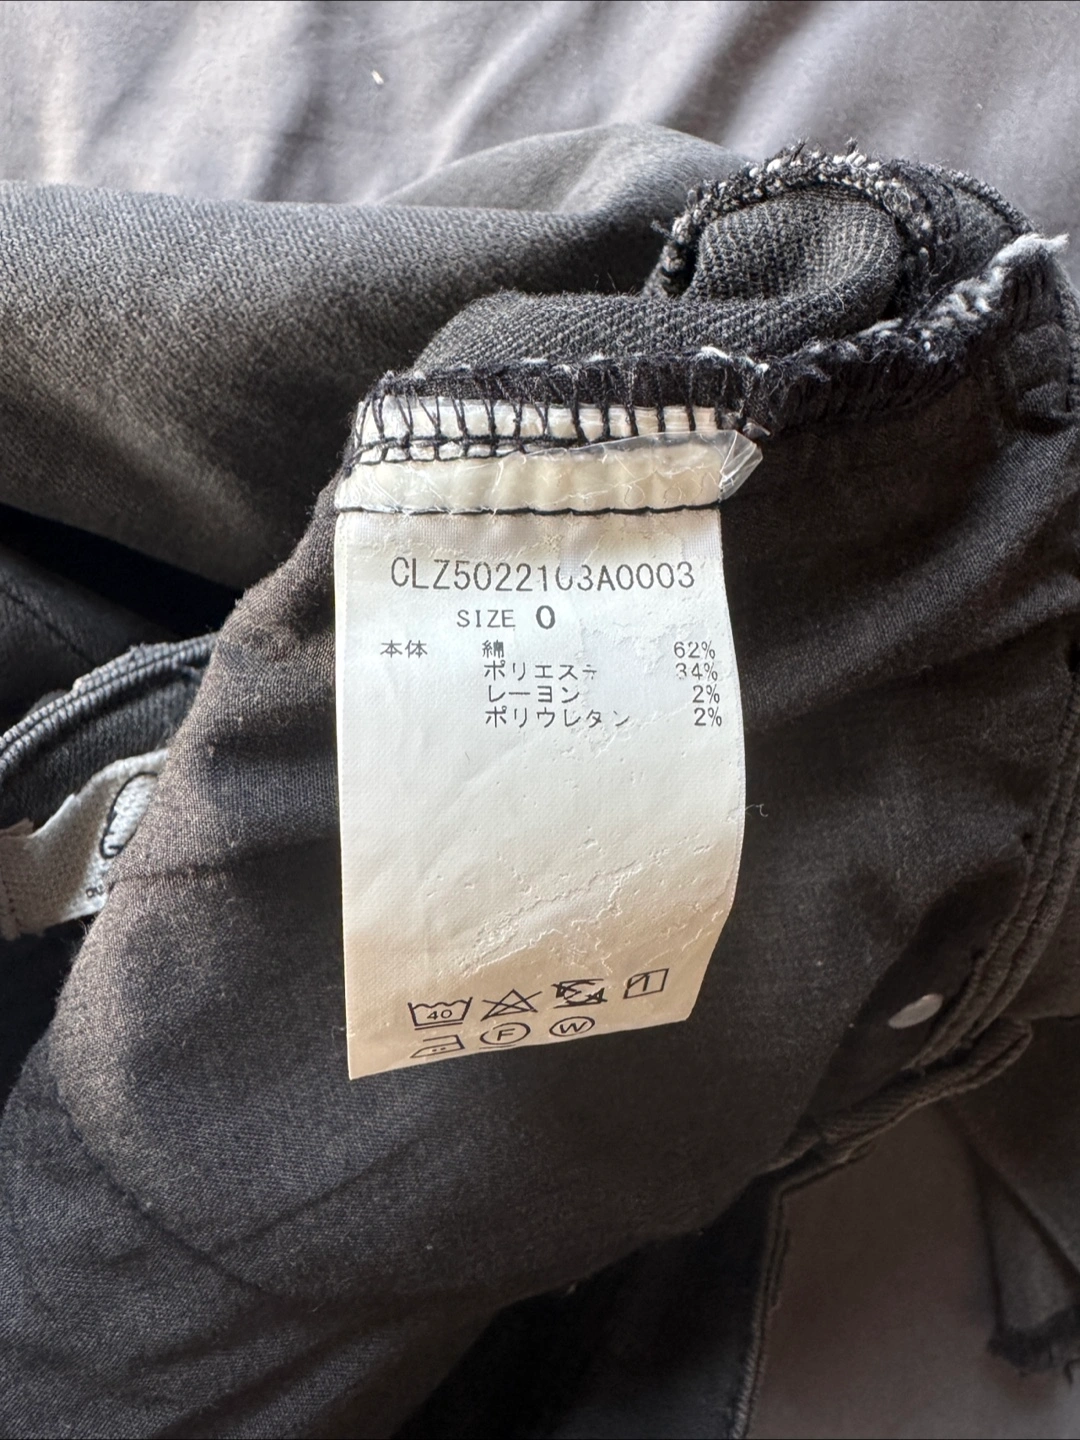 CLZ5022103A0003
SIZE 0
本体 綿 62%
ポリエステ 34%
レーヨン 2%
ポリウレタン 2%
40
F W